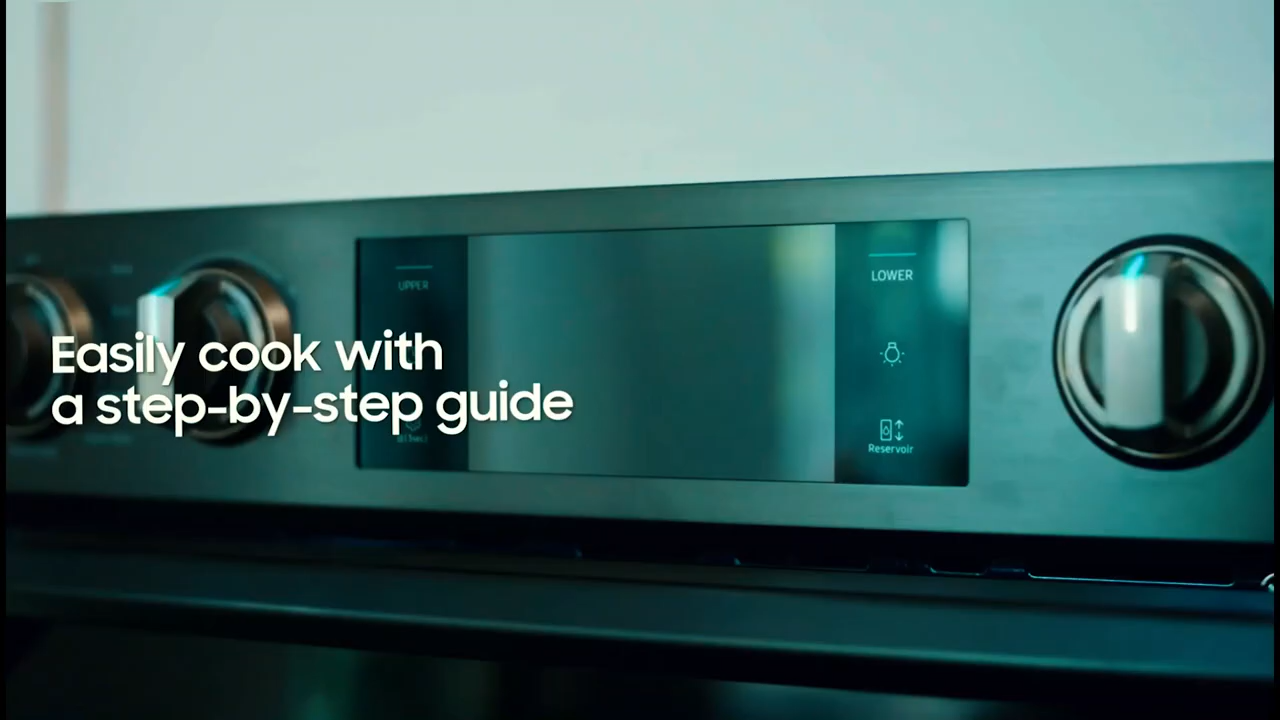 UPPER
LOWER
Easily cook with
a step-by-step guide
Reservoir